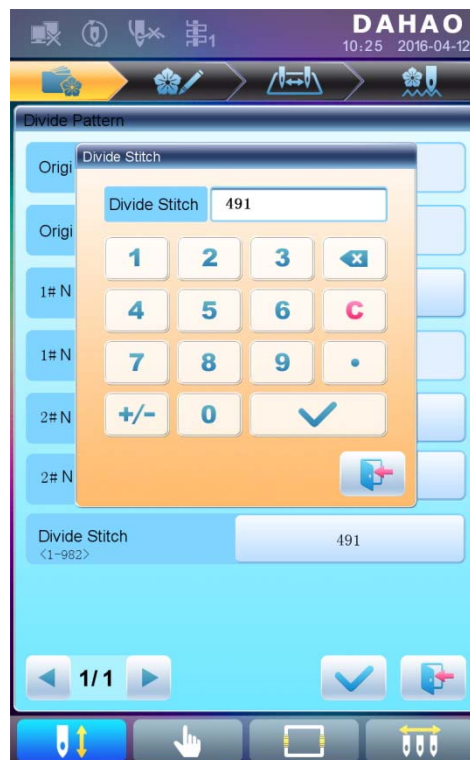 DAHAO
1
10:25 2016-04-12
Divide Pattern
Divide Stitch
Origi
Divide Stitch 491
Origi
1 2 3
1# N
4 5 6 C
1# N
7 8 9 .
2# N
+/- 0
2# N
Divide Stitch
491
<1-982>
1/1